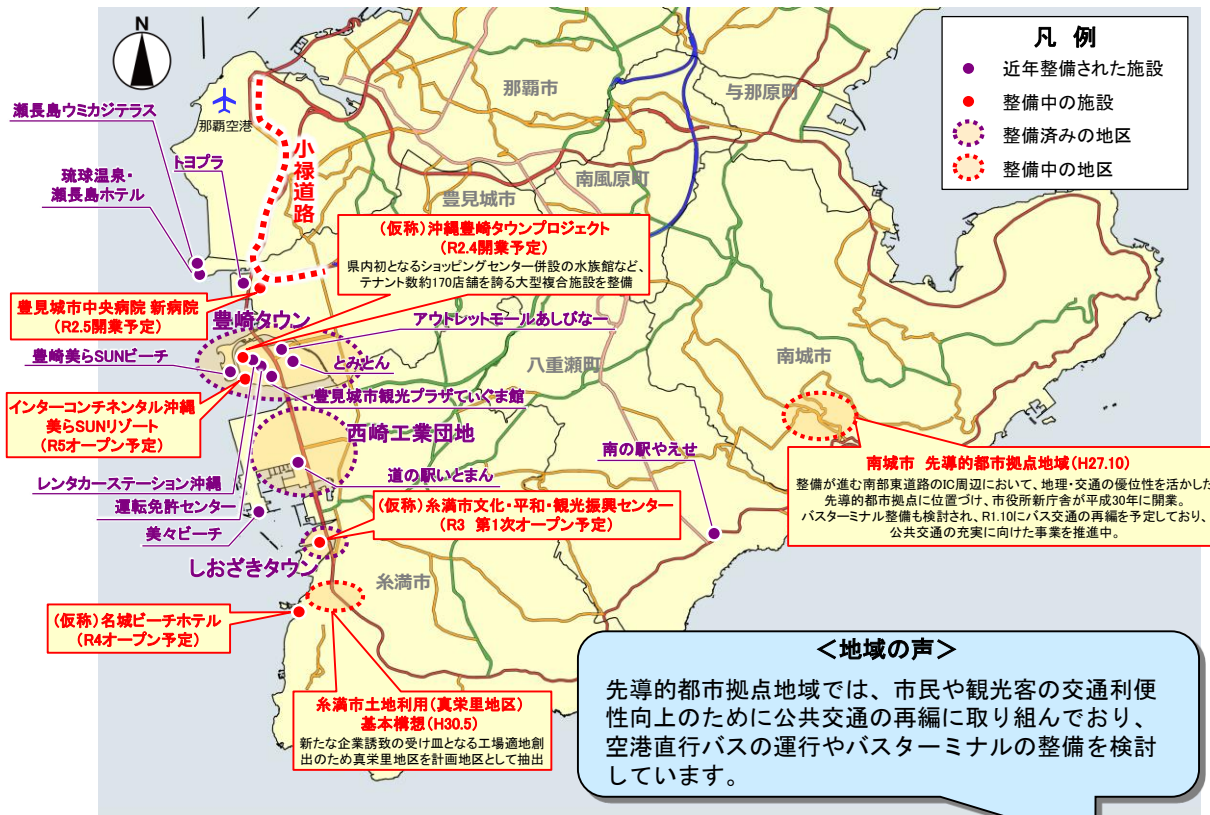 N
凡 例
近年整備された施設
整備中の施設
整備済みの地区
整備中の地区
那覇市
与那原町
那覇空港
瀬長島ウミカジテラス
小禄道路
トヨプラ
琉球温泉・
瀬長島ホテル
南風原町
豊見城市
(仮称)沖縄豊崎タウンプロジェクト
(R2.4開業予定)
県内初となるショッピングセンター併設の水族館など、
テナント数約170店舗を誇る大型複合施設を整備
豊見城市中央病院 新病院
(R2.5開業予定)
豊崎タウン
アウトレットモールあしびなー
豊崎美らSUNビーチ
とみとん
八重瀬町
南城市
豊見城市観光プラザてぃぐま館
インターコンチネンタル沖縄
美らSUNリゾート
(R5オープン予定)
西崎工業団地
南の駅やえせ
道の駅いとまん
レンタカーステーション沖縄
運転免許センター
美々ビーチ
南城市 先導的都市拠点地域(H27.10)
整備が進む南部東道路のIC周辺において、地理・交通の優位性を活かした
先導的都市拠点に位置づけ、市役所新庁舎が平成30年に開業。
バスターミナル整備も検討され、R1.10にバス交通の再編を予定しており、
公共交通の充実に向けた事業を推進中。
(仮称)糸満市文化・平和・観光振興センター
(R3 第1次オープン予定)
しおざきタウン
糸満市
(仮称)名城ビーチホテル
(R4オープン予定)
糸満市土地利用(真栄里地区)
基本構想(H30.5)
新たな企業誘致の受け皿となる工場適地創
出のため真栄里地区を計画地区として抽出
<地域の声>
先導的都市拠点地域では、市民や観光客の交通利便
性向上のために公共交通の再編に取り組んでおり、
空港直行バスの運行やバスターミナルの整備を検討
しています。